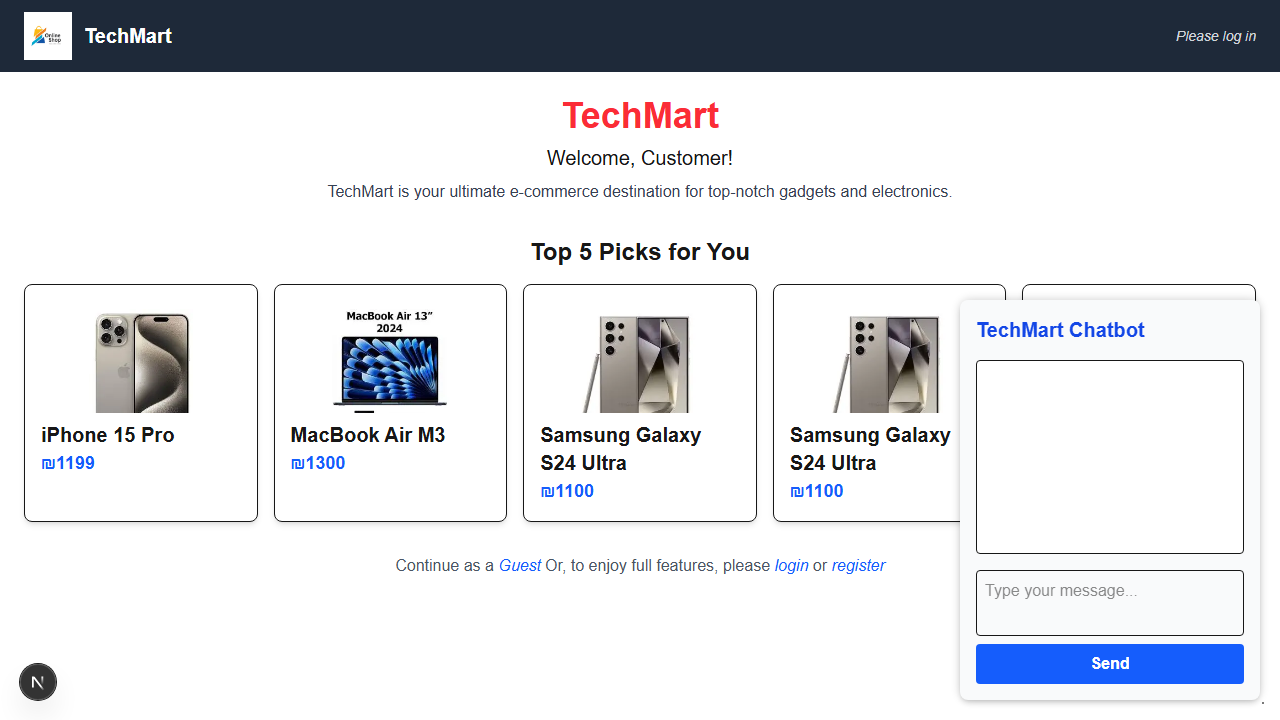 Online
Shop
TechMart
Please log in
TechMart
Welcome, Customer!
TechMart is your ultimate e-commerce destination for top-notch gadgets and electronics.
Top 5 Picks for You
iPhone 15 Pro
₪1199
MacBook Air 13”
2024
MacBook Air M3
₪1300
Samsung Galaxy
S24 Ultra
₪1100
Samsung Galaxy
S24 Ultra
₪1100
Continue as a Guest Or, to enjoy full features, please login or register
TechMart Chatbot
Type your message...
Send
N
.